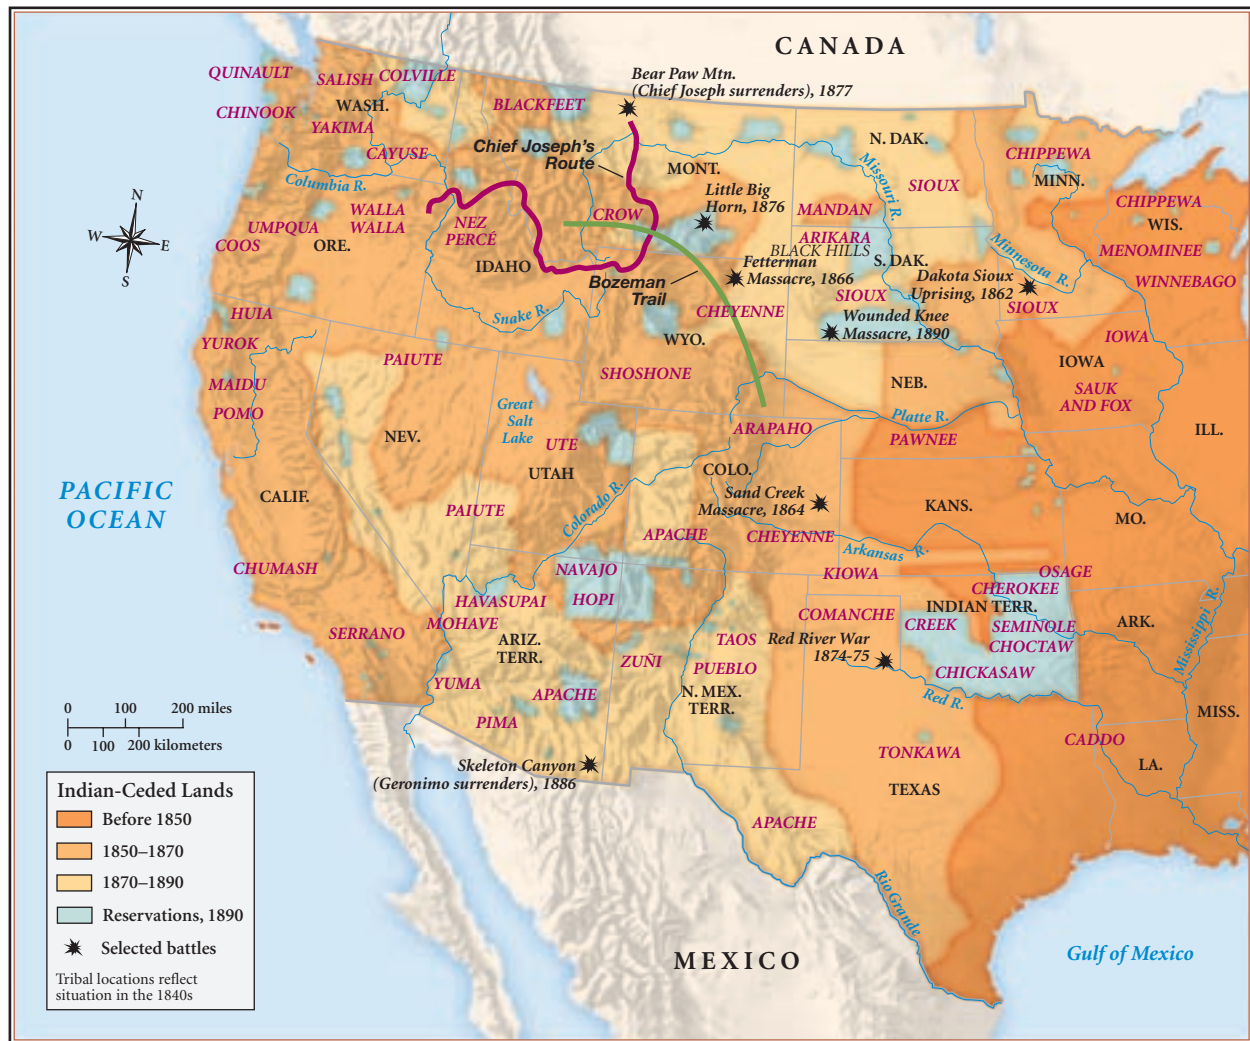 CANADA
Bear Paw Mtn.
(Chief Joseph surrenders), 1877
QUINAULT
SALISH
COLVILLE
WASH.
CHINOOK
YAKIMA
CAYUSE
BLACKFEET
Chief Joseph's
Route
MONT.
N. DAK.
CHIPPEWA
MINN.
Missouri R.
SIOUX
CHIPPEWA
WIS.
MENOMINEE
WINNEBAGO
N
W
E
S
Columbia R.
WALLA
WALLA
UMPQUA
COOS
ORE.
NEZ
PERCÉ
IDAHO
CROW
Little Big
Horn, 1876
MANDAN
ARIKARA
BLACK HILLS
S. DAK.
Minnesota R.
Fetterman
Massacre, 1866
Bozeman
Trail
Dakota Sioux
Uprising, 1862
SIOUX
SIOUX
Wounded Knee
Massacre, 1890
HUIA
YUROK
Snake R.
CHEYENNE
WYO.
IOWA
IOWA
SAUK
AND FOX
PAIUTE
MAIDU
POMO
SHOSHONE
NEB.
Great
Salt
Lake
NEV.
UTE
UTAH
ARAPAHO
Platte R.
PAWNEE
ILL.
COLO.
PACIFIC
OCEAN
CALIF.
PAIUTE
Colorado R.
Sand Creek
Massacre, 1864
KANS.
MO.
APACHE
CHEYENNE
Arkansas R.
CHUMASH
NAVAJO
HOPI
KIOWA
OSAGE
CHEROKEE
HAVASUPAI
MOHAVE
SERRANO
ARIZ.
TERR.
COMANCHE
INDIAN TERR.
CREEK
SEMINOLE
CHOCTAW
CHICKASAW
ARK.
Mississippi R.
TAOS
PUEBLO
Red River War
1874-75
ZUÑI
YUMA
APACHE
PIMA
N. MEX.
TERR.
Red R.
MISS.
0 100 200 miles
0 100 200 kilometers
Skeleton Canyon
(Geronimo surrenders), 1886
TONKAWA
TEXAS
CADDO
LA.
APACHE
Rio Grande
MEXICO
Gulf of Mexico
Indian-Ceded Lands
Before 1850
1850–1870
1870–1890
Reservations, 1890
Selected battles
Tribal locations reflect
situation in the 1840s